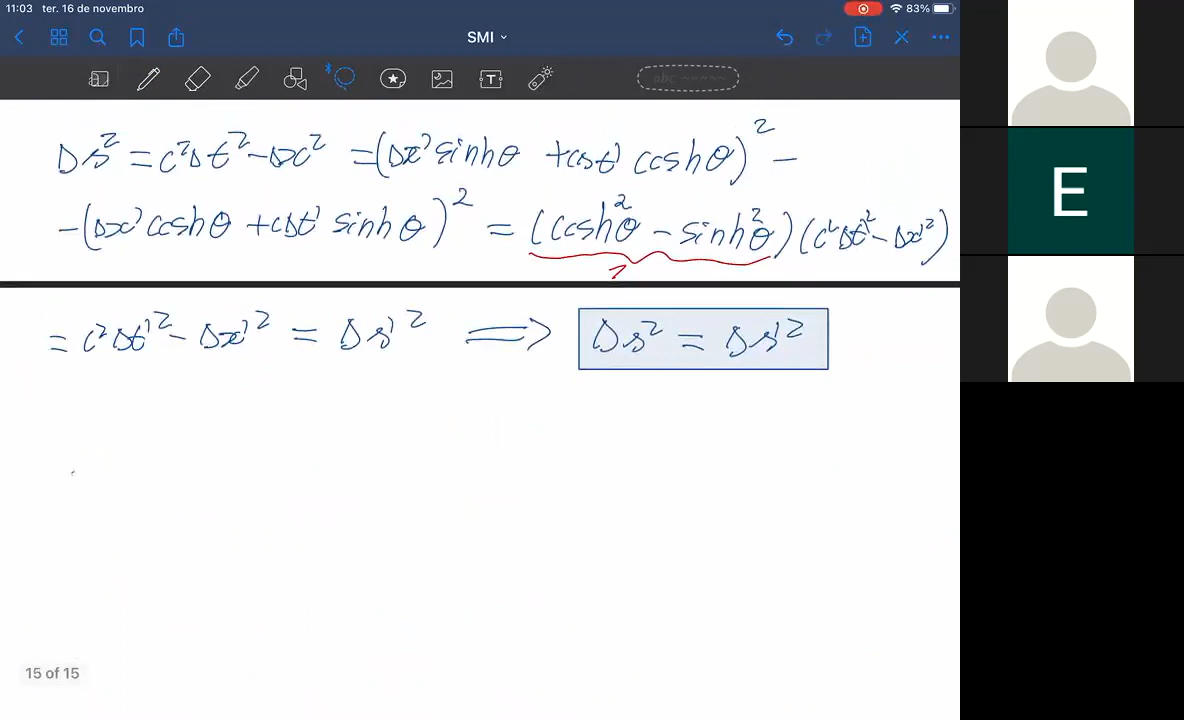 11:03 ter. 16 de novembro 83%
SMI
abc
Δs² = c²Δt² - Δx² = (Δx' sinhθ + cΔt' coshθ)² -
- (Δx' coshθ + cΔt' sinhθ)² = (cosh²θ - sinh²θ)(c²Δt'² - Δx'²)
1
= c²Δt'² - Δx'² = Δs'² ⟹ Δs² = Δs'²
15 of 15
E
T